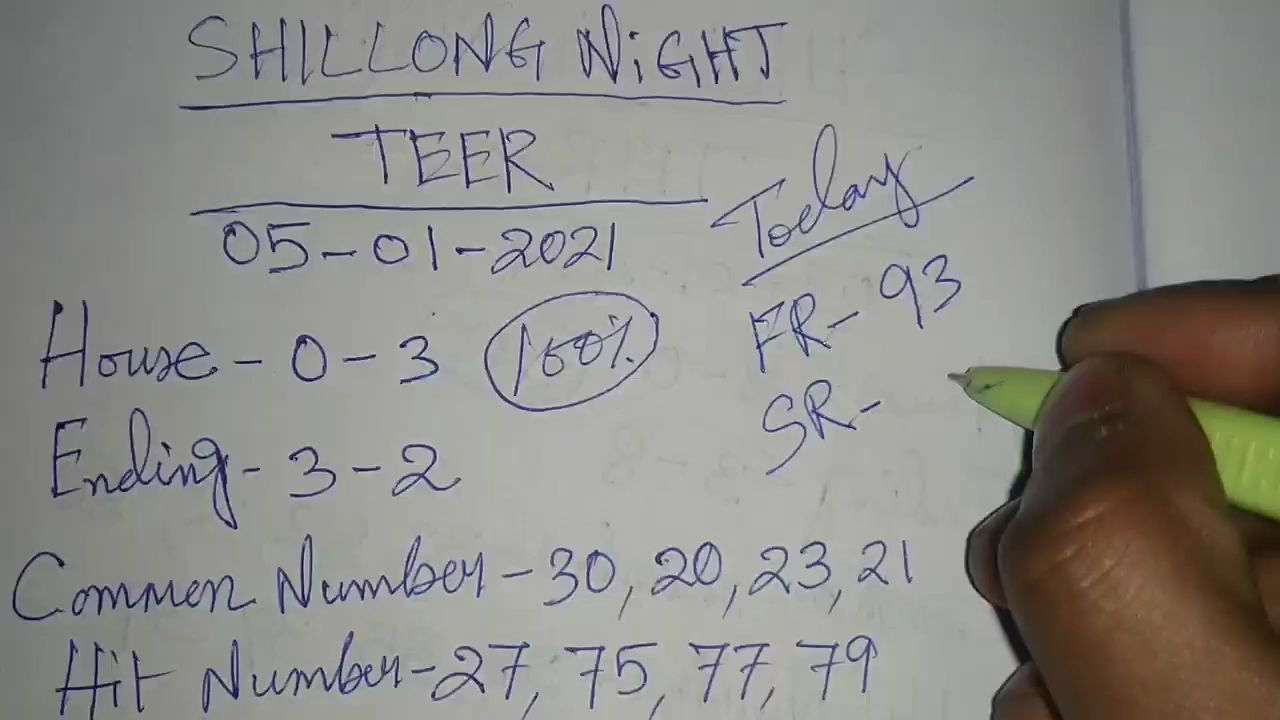 SHILLONG NiGHT
TEER
05-01-2021
Today
FR- 93
SR-
House - 0 - 3 100%
Ending - 3 - 2
Common Number - 30, 20, 23, 21
Hit Number - 27, 75, 77, 79